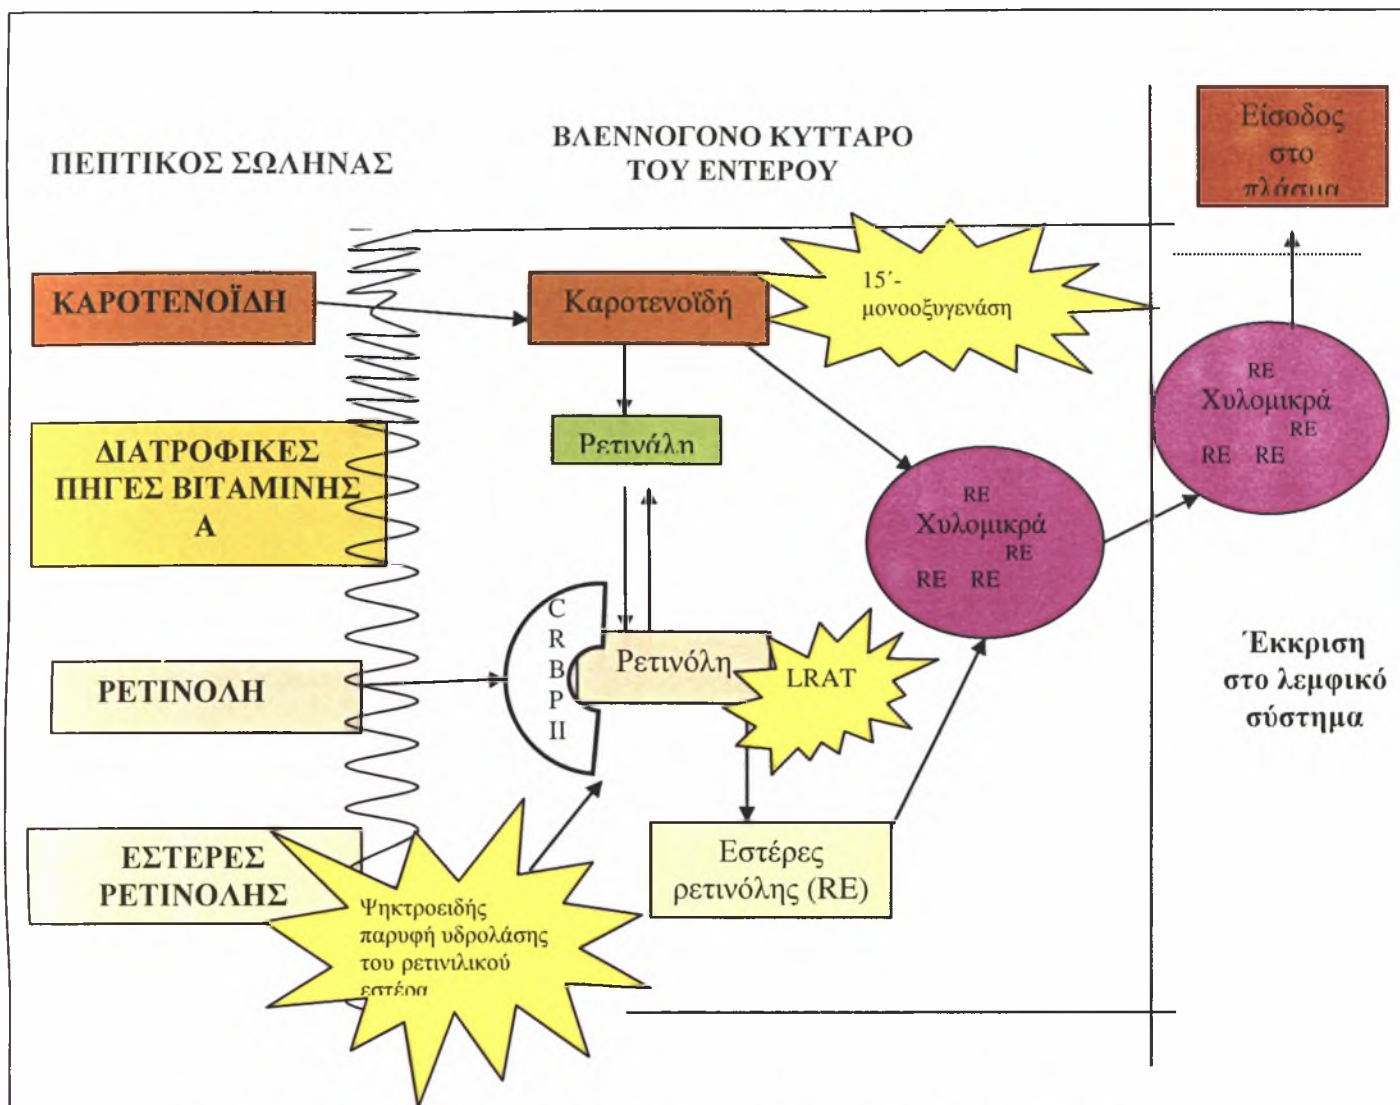 ΠΕΠΤΙΚΟΣ ΣΩΛΗΝΑΣ
ΒΛΕΝΝΟΓΟΝΟ ΚΥΤΤΑΡΟ
ΤΟΥ ΕΝΤΕΡΟΥ
Είσοδος
στο
πλάσμα
ΚΑΡΟΤΕΝΟΪΔΗ
Καροτενοϊδή
15΄-
μονοοξυγενάση
ΔΙΑΤΡΟΦΙΚΕΣ
ΠΗΓΕΣ ΒΙΤΑΜΙΝΗΣ
Α
Ρετινάλη
RE
Χυλομικρά
RE
RE RE
RE
Χυλομικρά
RE
RE RE
ΡΕΤΙΝΟΛΗ
C
R
B
P
II
Ρετινόλη
LRAT
Έκκριση
στο λεμφικό
σύστημα
ΕΣΤΕΡΕΣ
ΡΕΤΙΝΟΛΗΣ
Ψηκτροειδής
παρυφή υδρολάσης
του ρετινιλικού
εστέρα
Εστέρες
ρετινόλης (RE)